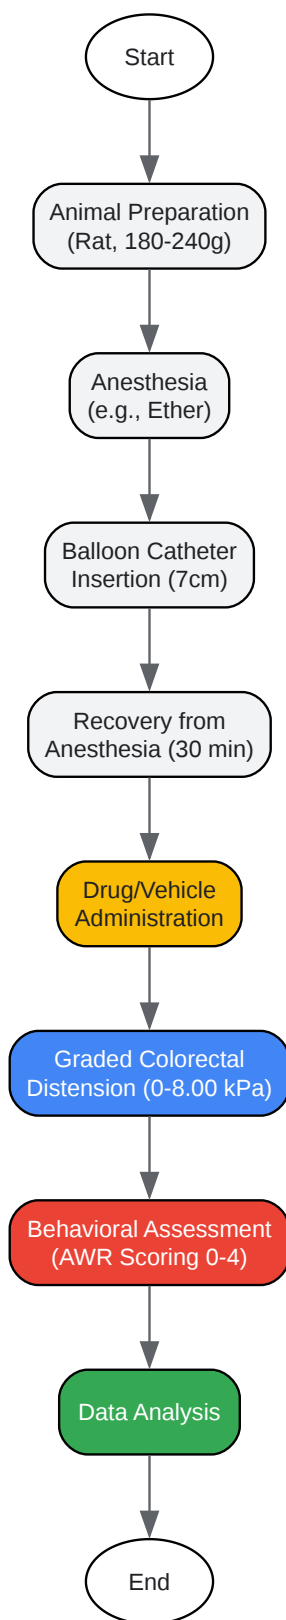 Start
Animal Preparation
(Rat, 180-240g)
Anesthesia
(e.g., Ether)
Balloon Catheter
Insertion (7cm)
Recovery from
Anesthesia (30 min)
Drug/Vehicle
Administration
Graded Colorectal
Distension (0-8.00 kPa)
Behavioral Assessment
(AWR Scoring 0-4)
Data Analysis
End